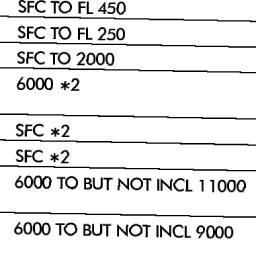 SFC TO FL 450
SFC TO FL 250
SFC TO 2000
6000 *2
SFC *2
SFC *2
6000 TO BUT NOT INCL 11000
6000 TO BUT NOT INCL 9000